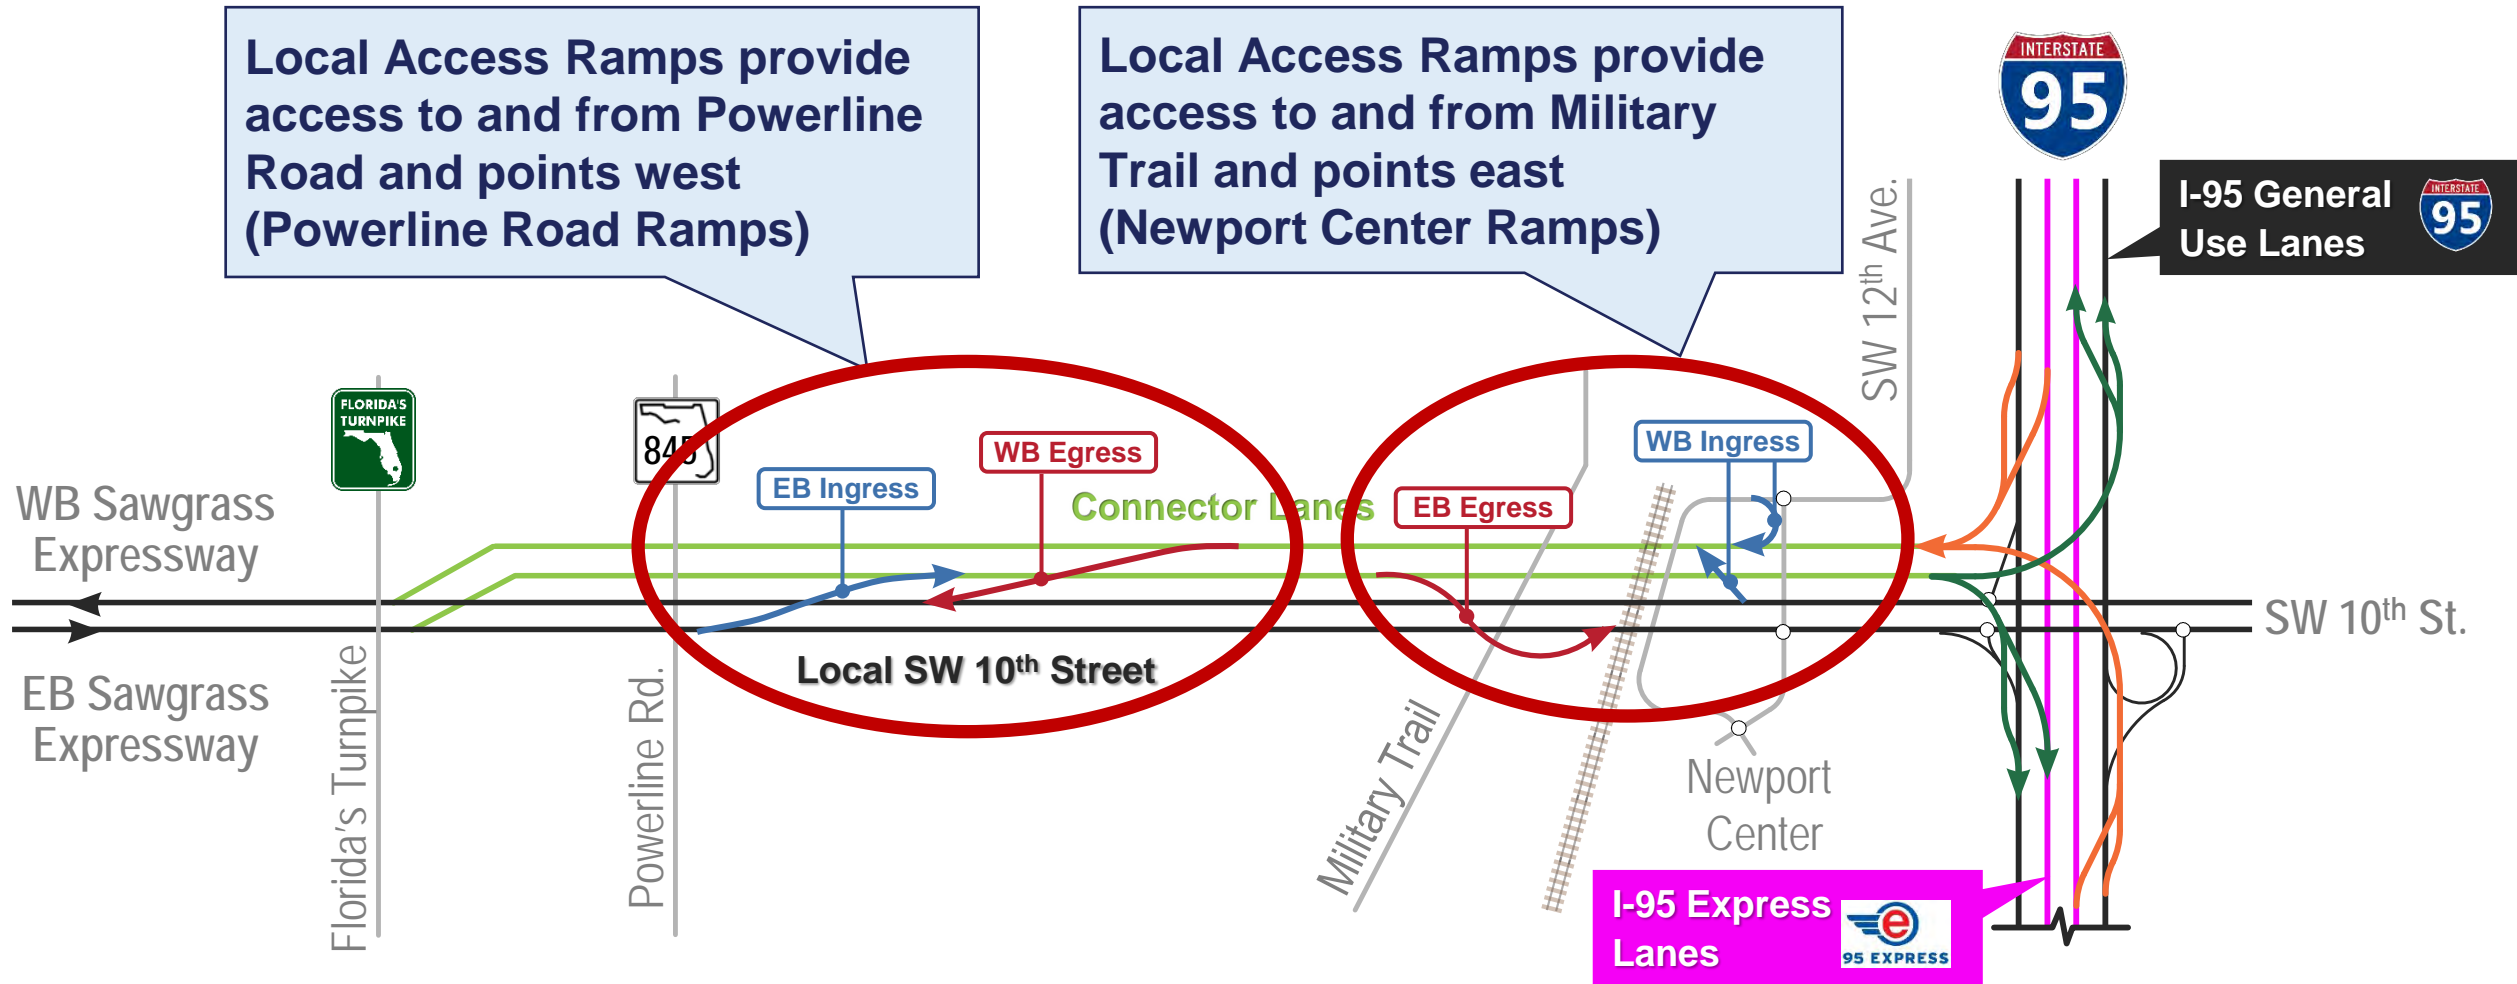 Local Access Ramps provide
access to and from Powerline
Road and points west
(Powerline Road Ramps)
Local Access Ramps provide
access to and from Military
Trail and points east
(Newport Center Ramps)
INTERSTATE
95
I-95 General
Use Lanes
INTERSTATE
95
SW 12th Ave.
FLORIDA'S
TURNPIKE
845
WB Egress
EB Ingress
Connector Lanes
EB Egress
WB Ingress
WB Sawgrass
Expressway
EB Sawgrass
Expressway
SW 10th St.
Local SW 10th Street
Florida's Turnpike
Powerline Rd.
Military Trail
Newport
Center
I-95 Express
Lanes
e
95 EXPRESS